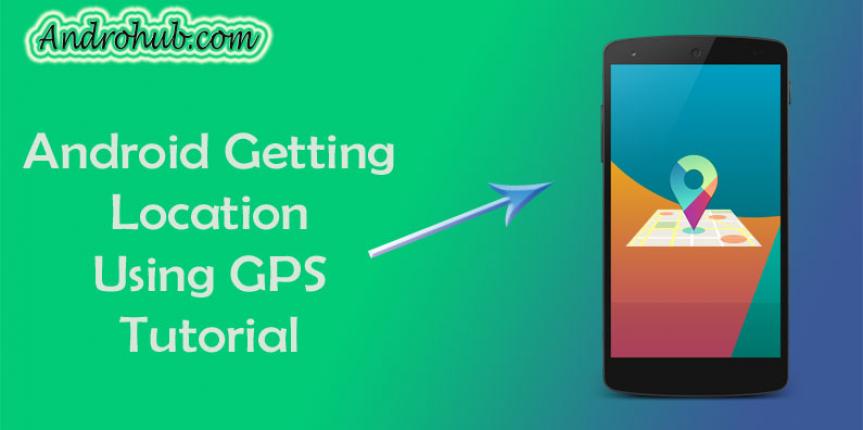 Androhub.com
Android Getting
Location
Using GPS
Tutorial